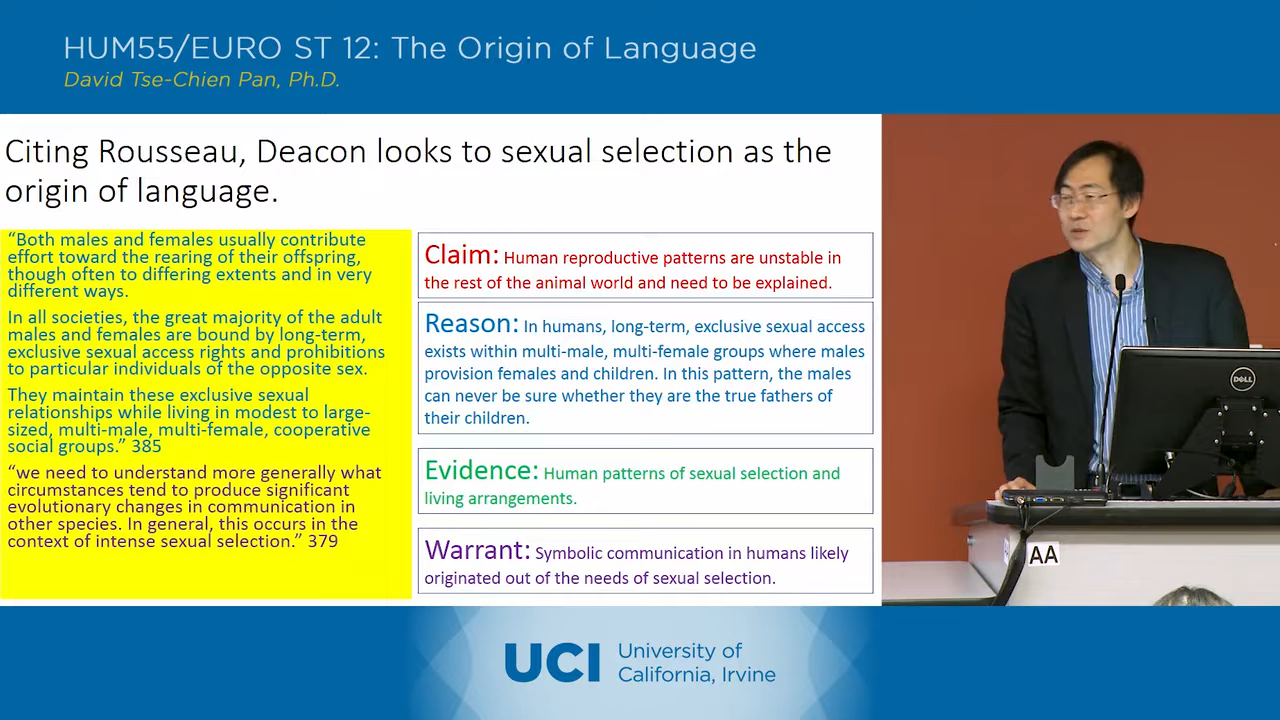 HUM55/EURO ST 12: The Origin of Language
David Tse-Chien Pan, Ph.D.
Citing Rousseau, Deacon looks to sexual selection as the
origin of language.
“Both males and females usually contribute
effort toward the rearing of their offspring,
though often to differing extents and in very
different ways.
In all societies, the great majority of the adult
males and females are bound by long-term,
exclusive sexual access rights and prohibitions
to particular individuals of the opposite sex.
They maintain these exclusive sexual
relationships while living in modest to large-
sized, multi-male, multi-female, cooperative
social groups.” 385
“we need to understand more generally what
circumstances tend to produce significant
evolutionary changes in communication in
other species. In general, this occurs in the
context of intense sexual selection.” 379
Claim: Human reproductive patterns are unstable in
the rest of the animal world and need to be explained.
Reason: In humans, long-term, exclusive sexual access
exists within multi-male, multi-female groups where males
provision females and children. In this pattern, the males
can never be sure whether they are the true fathers of
their children.
Evidence: Human patterns of sexual selection and
living arrangements.
Warrant: Symbolic communication in humans likely
originated out of the needs of sexual selection.
DELL
AA
UCI University of
California, Irvine